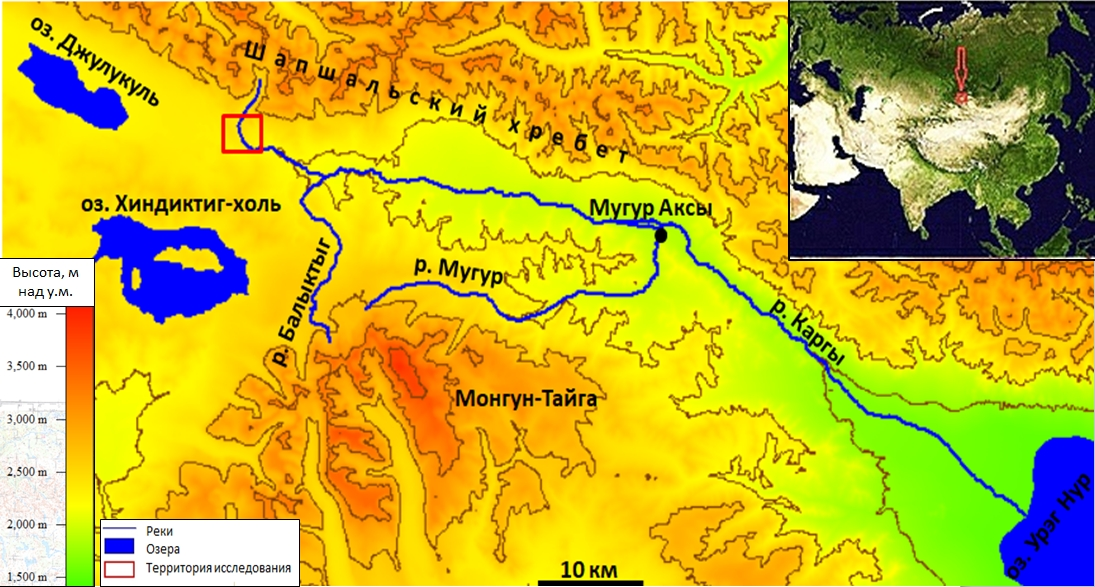 оз. Джулукуль
Шапшальский хребет
оз. Хиндиктиг-холь
Мугур Аксы
р. Мугур
р. Балыктыг
р. Каргы
Монгун-Тайга
оз. Урэг Нур
Высота, м
над у.м.
4,000 m
3,500 m
3,000 m
2,500 m
2,000 m
1,500 m
Реки
Озера
Территория исследования
10 км